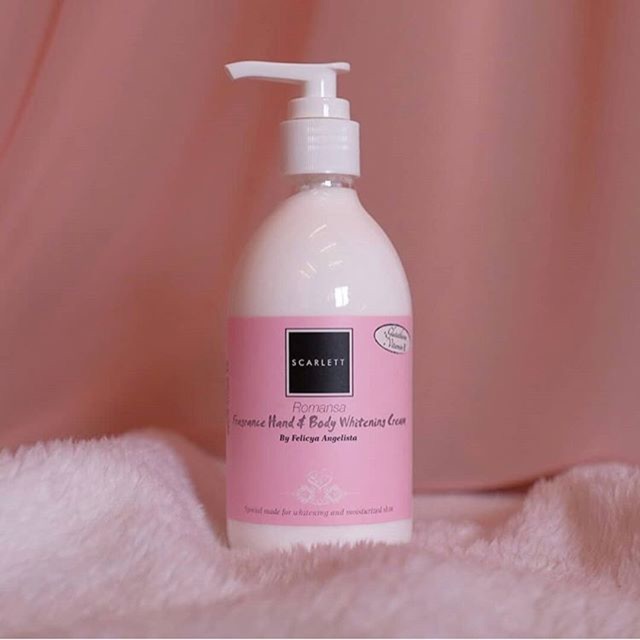 SCARLETT
Romansa
Fragrance Hand & Body Whitening Cream
By Felicya Angelista
Special made for whitening and moisturized skin